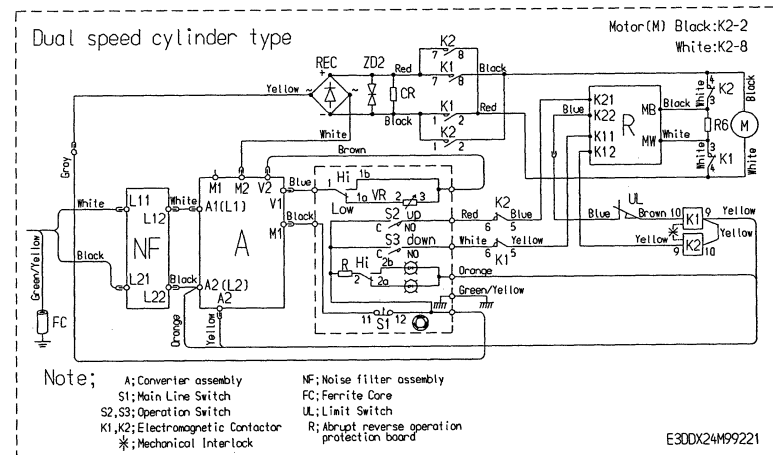 Dual speed cylinder type
Motor(M) Black:K2-2
White:K2-8
K2
7 8
REC
ZD2
Red
K1
7 8
Black
Yellow
~
+
~
-
CR
Black
K1
1 2
Red
K2
1 2
White
Brown
Gray
K21
K22
K11
K12
R
MB
MW
Blue
Black
White
White
4
3
K2
R6
3
4
K1
White
Black
M
White
M1
M2
V2
V1
M1
Blue
Black
Hi
1b
1
1a
Low
VR
2
3
S2
up
C
NO
S3
down
C
NO
R
Hi
2b
2
2a
11
12
S1
Red
K2
6 5
Blue
White
6 5
K1
Yellow
Orange
Green/Yellow
UL
Blue
Brown
10
K1
9
Yellow
Yellow
K2
9
10
Yellow
White
L11
L12
White
A1(L1)
NF
A
Black
L21
L22
Black
A2(L2)
A2
Green/Yellow
FC
Orange
Yellow
Note;
A;Converter assembly
S1;Main Line Switch
S2,S3;Operation Switch
K1,K2;Electromagnetic Contactor
※;Mechanical Interlock
NF;Noise filter assembly
FC;Ferrite Core
UL;Limit Switch
R;Abrupt reverse operation
protection board
E3DDX24M99221